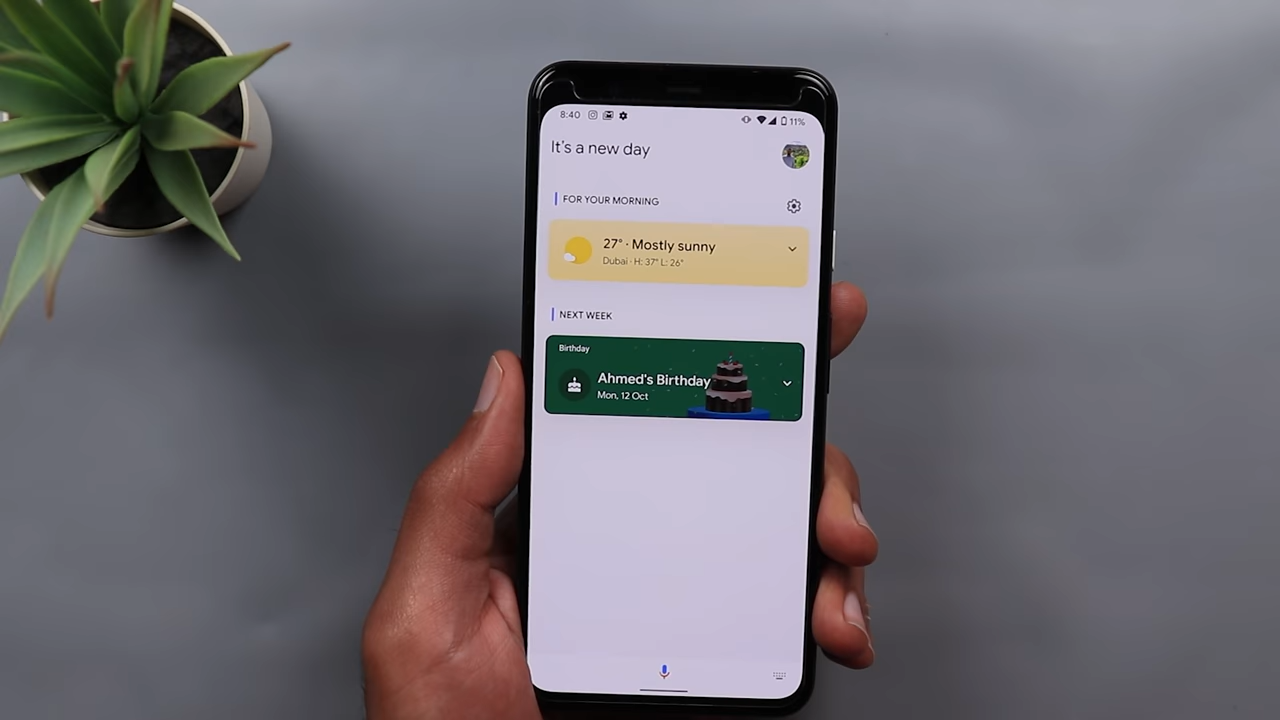 8:40 11%
It's a new day
FOR YOUR MORNING
27° · Mostly sunny
Dubai · H: 37° L: 26°
NEXT WEEK
Birthday
Ahmed's Birthday
Mon, 12 Oct